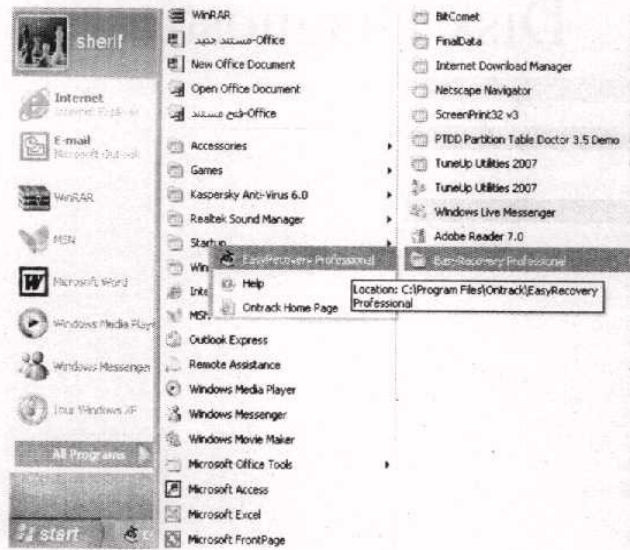 sherif
Internet
Internet Explorer
E-mail
Microsoft Outlook
WinRAR
MSN
Microsoft Word
Windows Media Play
Windows Messenger
Tour Windows XP
All Programs
start
WinRAR
مستند جديد-Office
New Office Document
Open Office Document
فتح مستند-Office
Accessories
Games
Kaspersky Anti-Virus 6.0
Realtek Sound Manager
Startup
Win
Inte
MSN
Outlook Express
Remote Assistance
Windows Media Player
Windows Messenger
Windows Movie Maker
Microsoft Office Tools
Microsoft Access
Microsoft Excel
Microsoft FrontPage
EasyRecovery Professional
Help
Ontrack Home Page
BitComet
FinalData
Internet Download Manager
Netscape Navigator
ScreenPrint32 v3
PTDD Partition Table Doctor 3.5 Demo
TuneUp Utilities 2007
TuneUp Utilities 2007
Windows Live Messenger
Adobe Reader 7.0
EasyRecovery Professional
Location: C:\Program Files\Ontrack\EasyRecovery
Professional